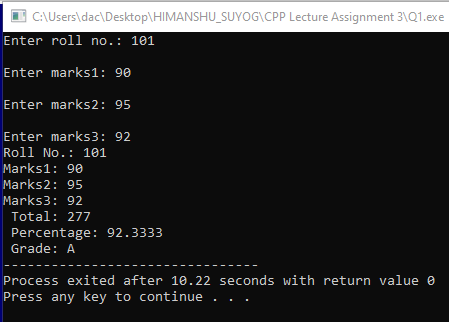 C:\Users\dac\Desktop\HIMANSHU_SUYOG\CPP Lecture Assignment 3\Q1.exe
Enter roll no.: 101
Enter marks1: 90
Enter marks2: 95
Enter marks3: 92
Roll No.: 101
Marks1: 90
Marks2: 95
Marks3: 92
 Total: 277
 Percentage: 92.3333
 Grade: A
--------------------------------
Process exited after 10.22 seconds with return value 0
Press any key to continue . . .